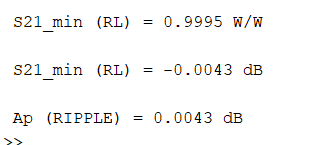 S21_min (RL) = 0.9995 W/W
S21_min (RL) = -0.0043 dB
Ap (RIPPLE) = 0.0043 dB
>>